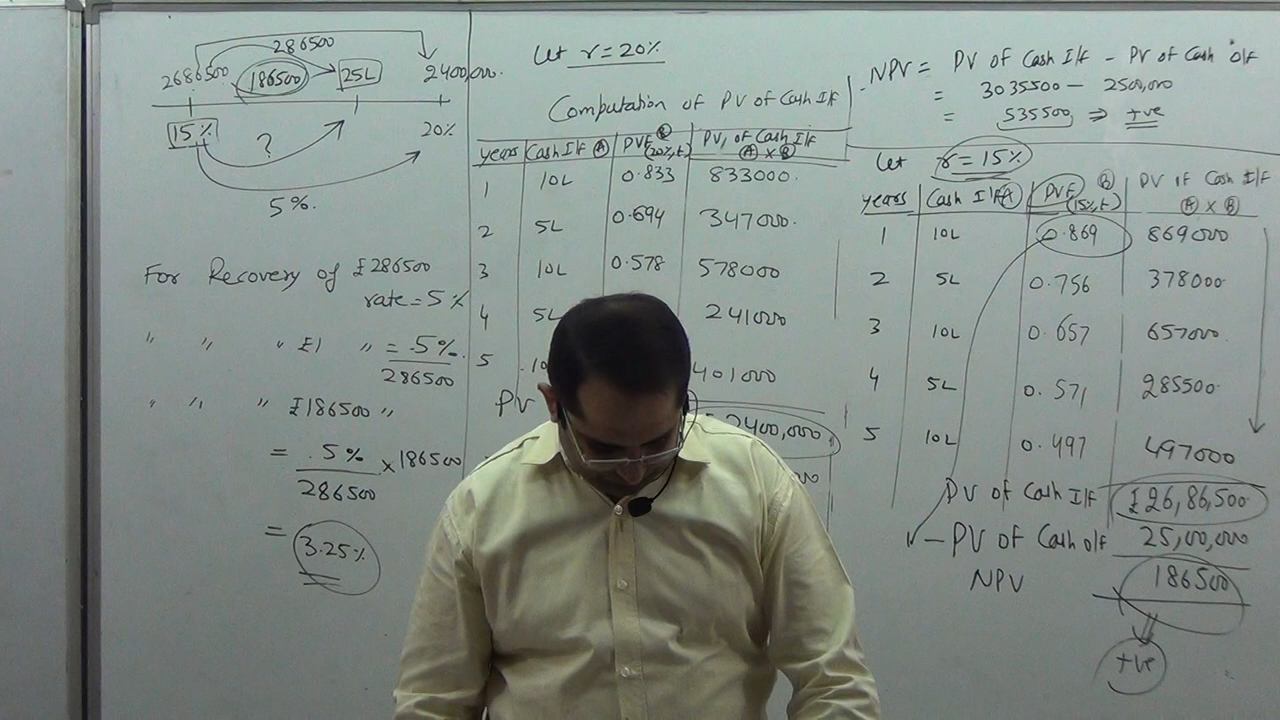 286500
2686500 186500 25L 2400,000.
15% ? 20%
5%.
For Recovery of £286500
rate = 5%
" " " £1 " = .5%
286500
" " " £186500 "
= .5% × 186500
286500
= 3.25%
Let r = 20%
Computation of PV of Cash I/f
years Cash I/f (A) PVF (20%,t) (B) PV, of Cash I/f (A) × (B)
1 10L 0.833 833000.
2 5L 0.694 347000.
3 10L 0.578 578000
4 5L 241000
5 10 401000
PV 2400,000
NPV = PV of Cash I/f - PV of Cash o/f
= 3035500 - 2500,000
= 535500 ⇒ +ve
Let r = 15%
years Cash I/f (A) PVF (15%,t) (B) PV of Cash I/f (A) × (B)
1 10L 0.869 869000
2 5L 0.756 378000
3 10L 0.657 657000
4 5L 0.571 285500
5 10L 0.497 497000
PV of Cash I/f £26,86,500
- PV of Cash o/f 25,00,000
NPV 186500
+ve